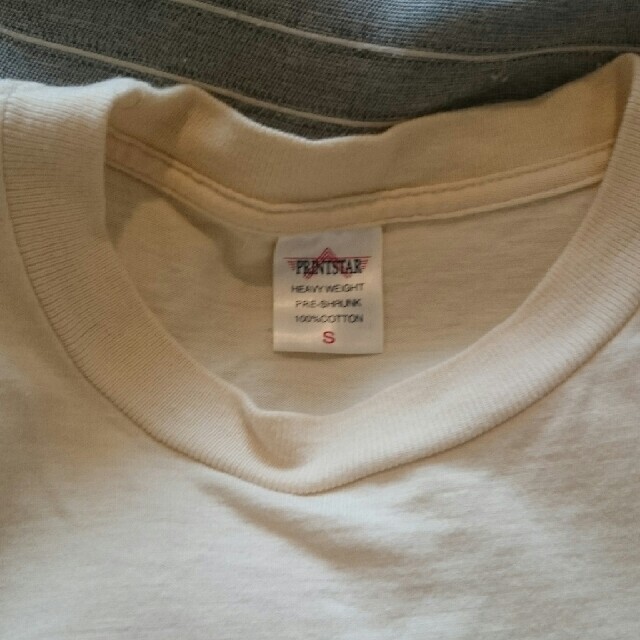 PRINTSTAR
HEAVY WEIGHT
PRE-SHRUNK
100%COTTON
S